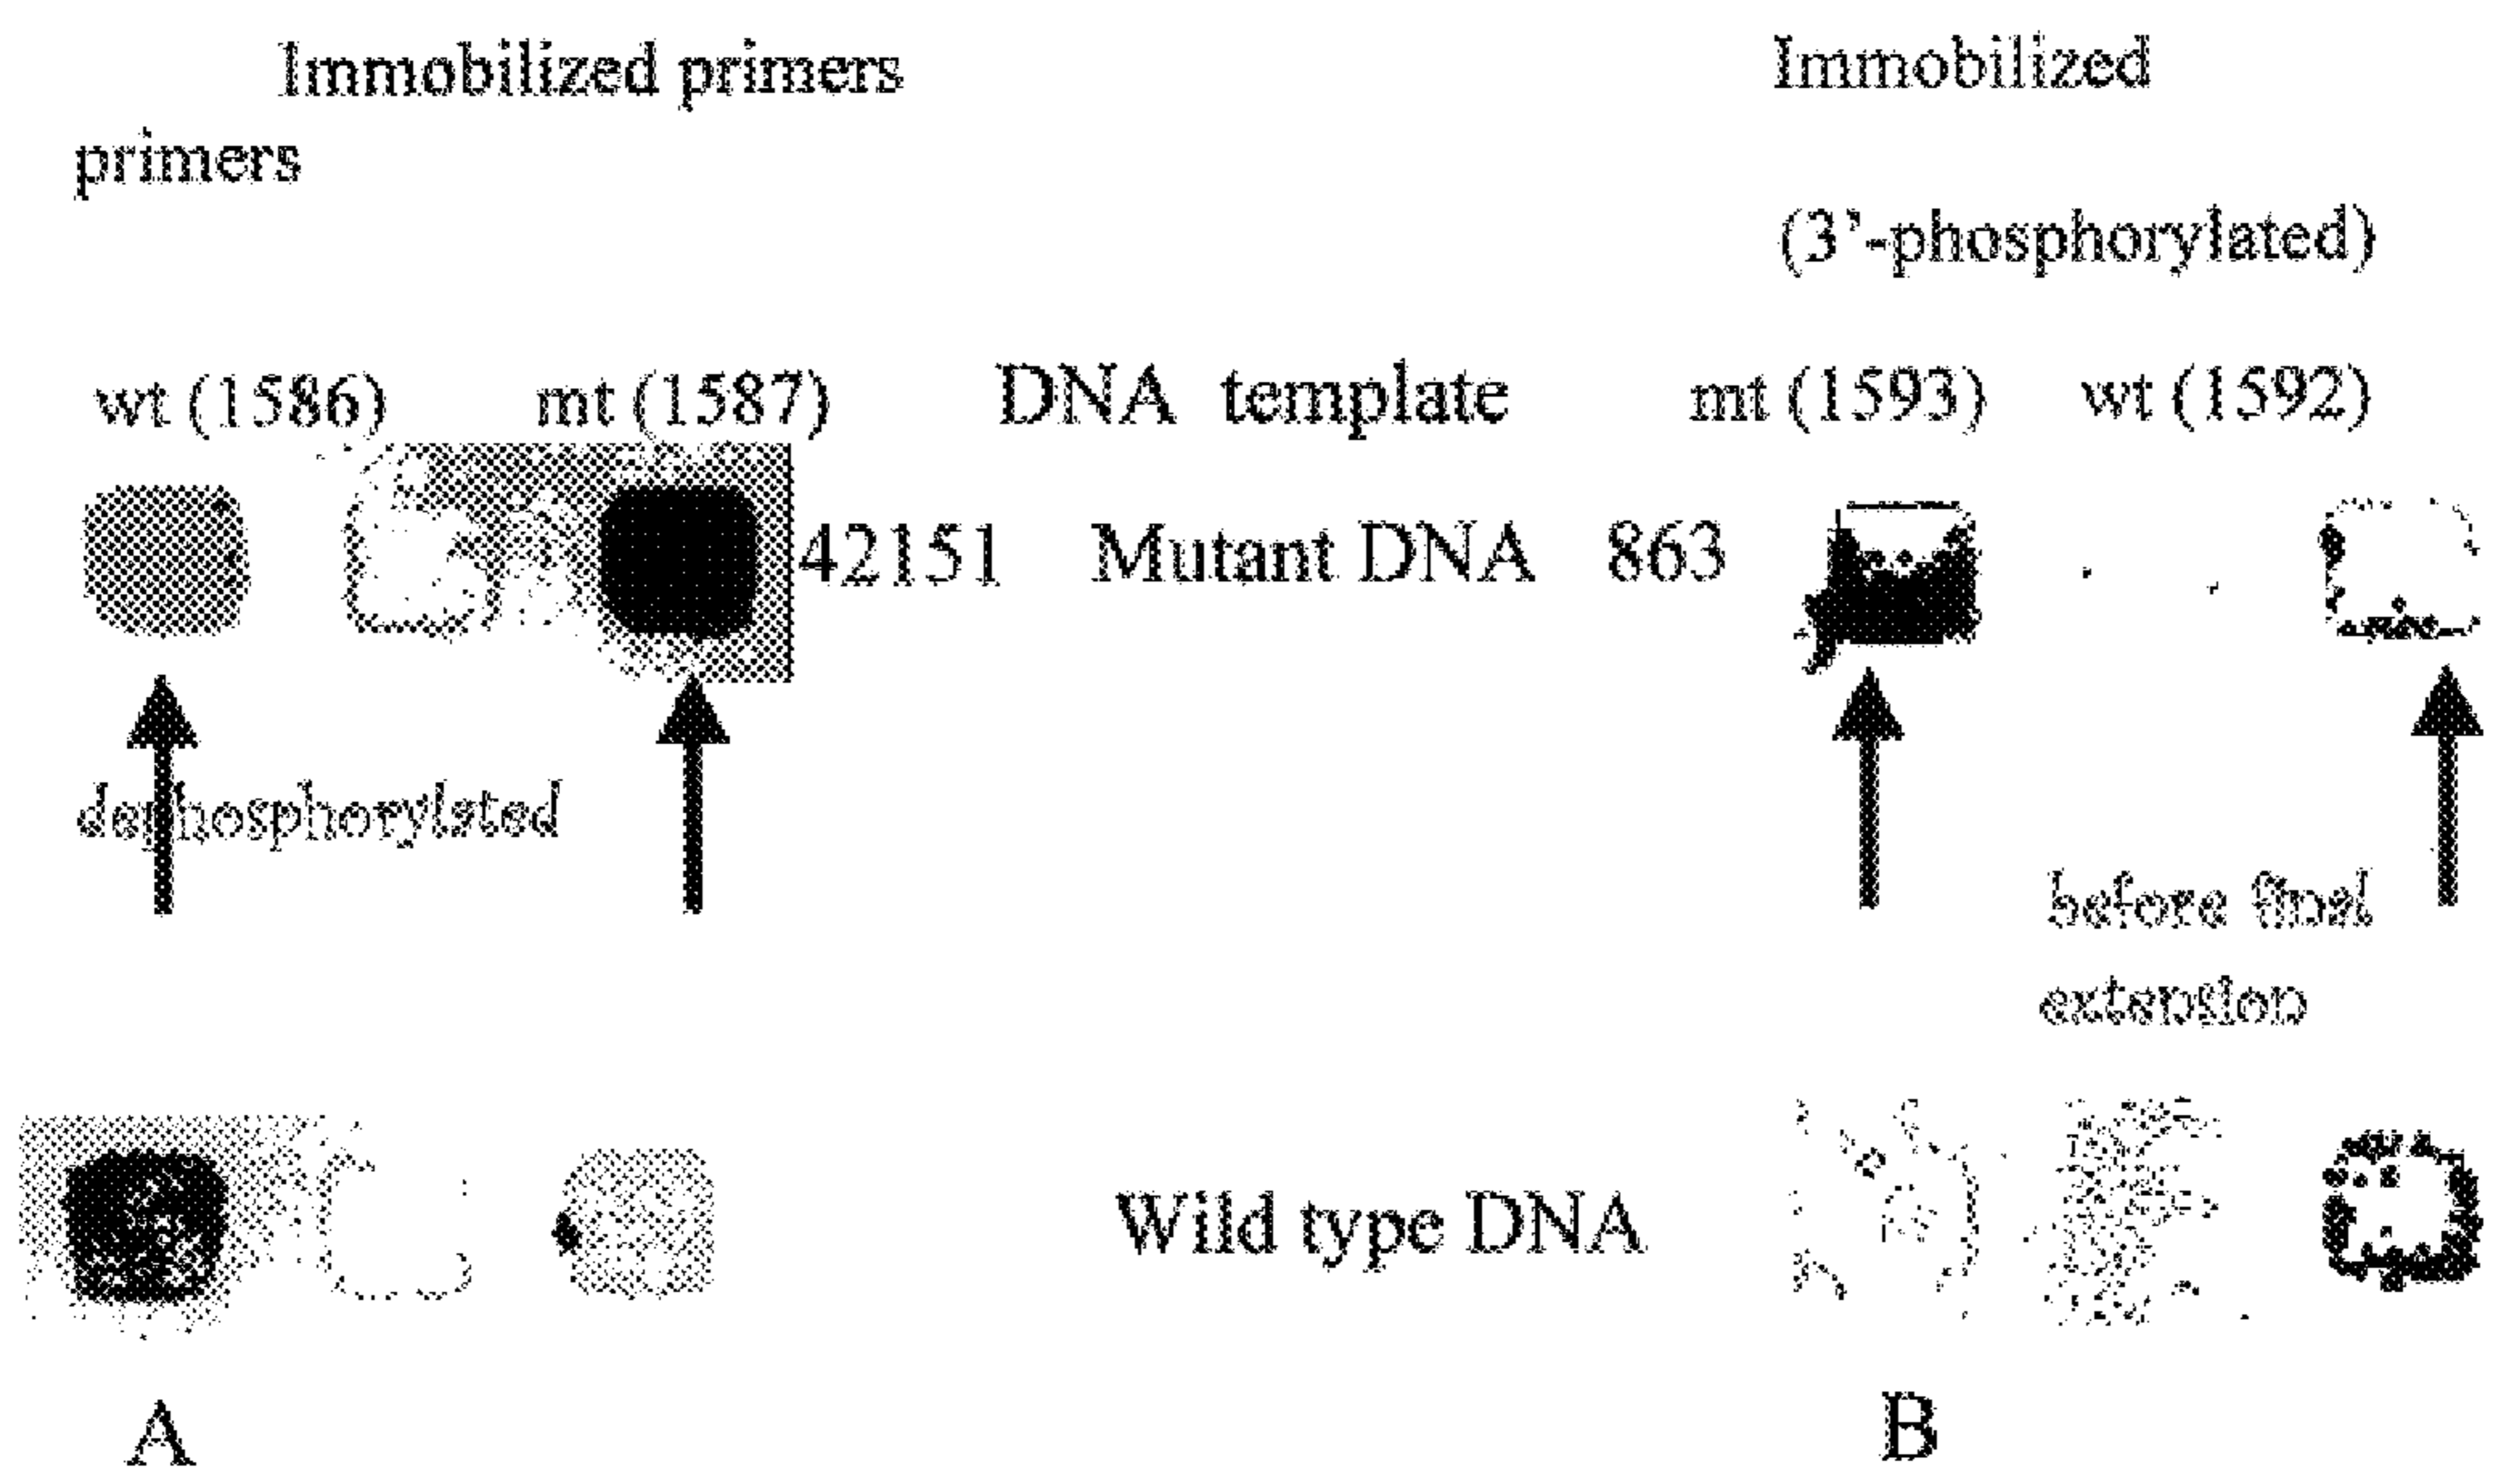 Immobilized primers Immobilized
primers
(3'-phosphorylated)
wt (1586) mt (1587) DNA template mt (1593) wt (1592)
42151 Mutant DNA 863
dephosphorylated
before final
extension
Wild type DNA
A B